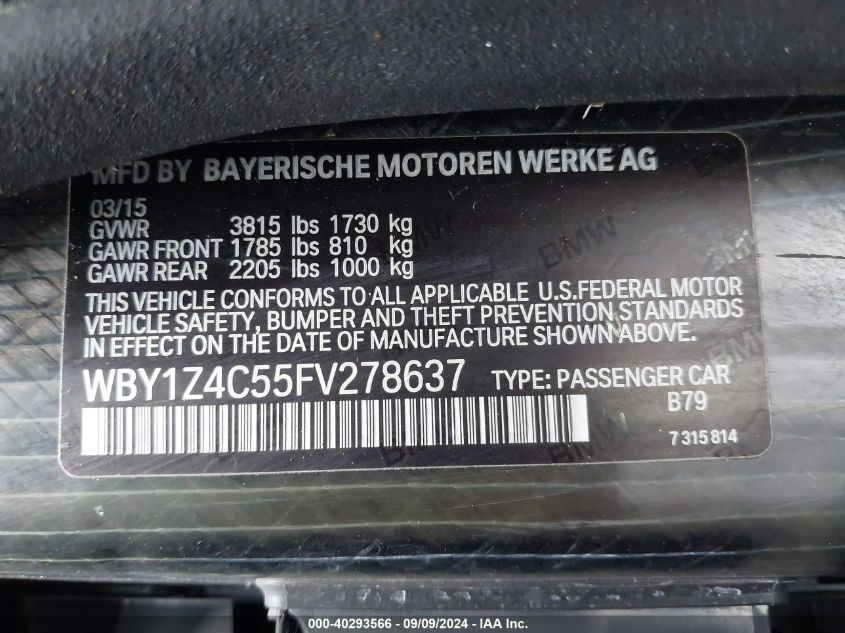 MFD BY BAYERISCHE MOTOREN WERKE AG
03/15
GVWR 3815 lbs 1730 kg
GAWR FRONT 1785 lbs 810 kg
GAWR REAR 2205 lbs 1000 kg
THIS VEHICLE CONFORMS TO ALL APPLICABLE U.S.FEDERAL MOTOR
VEHICLE SAFETY, BUMPER AND THEFT PREVENTION STANDARDS
IN EFFECT ON THE DATE OF MANUFACTURE SHOWN ABOVE.
WBY1Z4C55FV278637 TYPE: PASSENGER CAR
B79
7315814
000-40293566 - 09/09/2024 - IAA Inc.